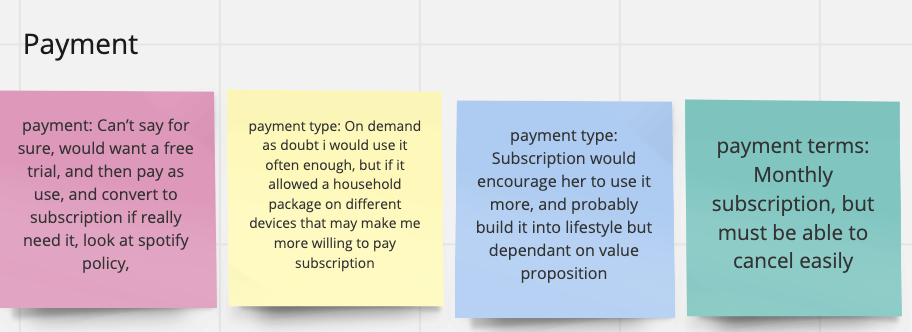 Payment
payment: Can't say for
sure, would want a free
trial, and then pay as
use, and convert to
subscription if really
need it, look at spotify
policy,
payment type: On demand
as doubt i would use it
often enough, but if it
allowed a household
package on different
devices that may make me
more willing to pay
subscription
payment type:
Subscription would
encourage her to use it
more, and probably
build it into lifestyle but
dependant on value
proposition
payment terms:
Monthly
subscription, but
must be able to
cancel easily